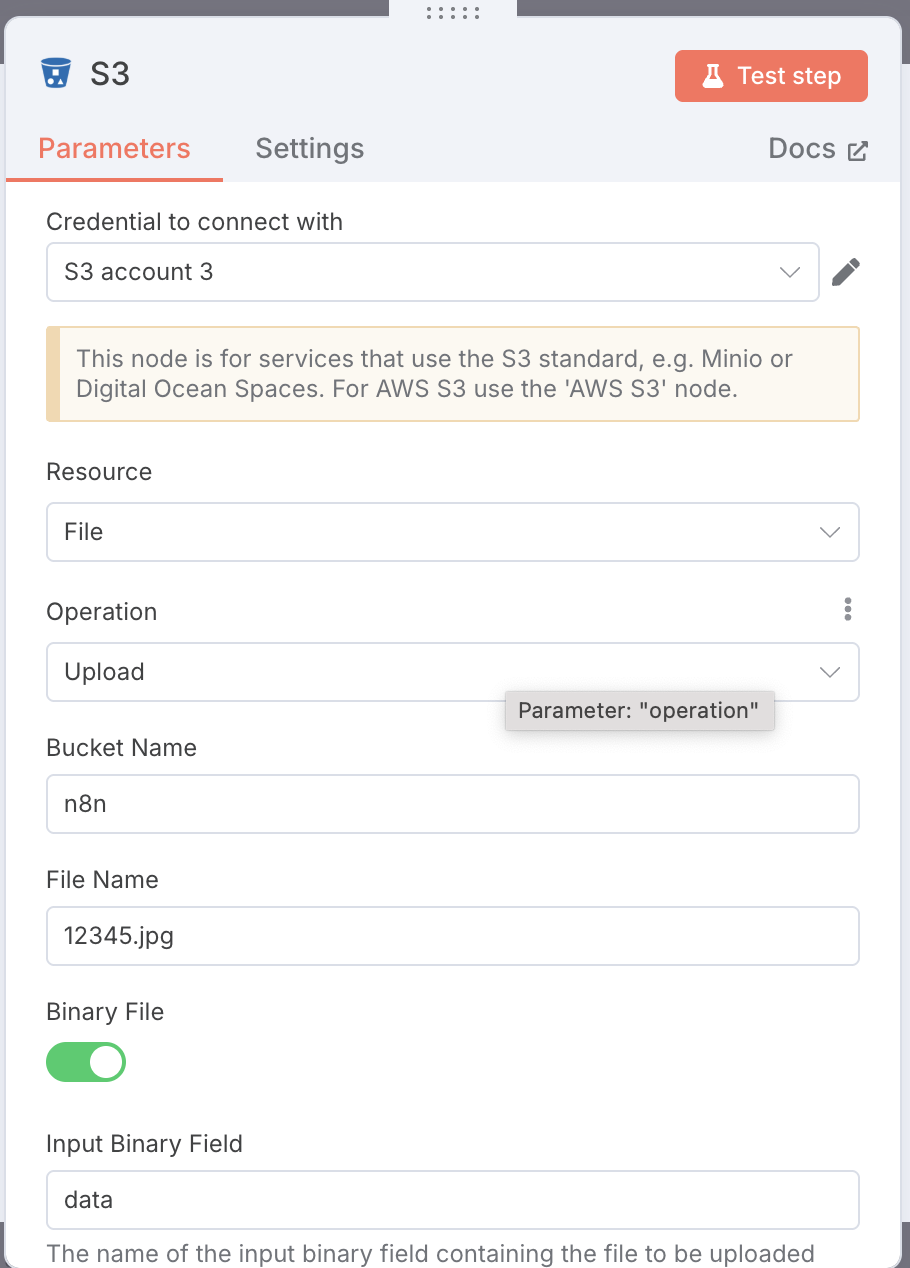 S3
Test step
Parameters
Settings
Docs
Credential to connect with
S3 account 3
This node is for services that use the S3 standard, e.g. Minio or
Digital Ocean Spaces. For AWS S3 use the 'AWS S3' node.
Resource
File
Operation
Upload
Parameter: "operation"
Bucket Name
n8n
File Name
12345.jpg
Binary File
Input Binary Field
data
The name of the input binary field containing the file to be uploaded